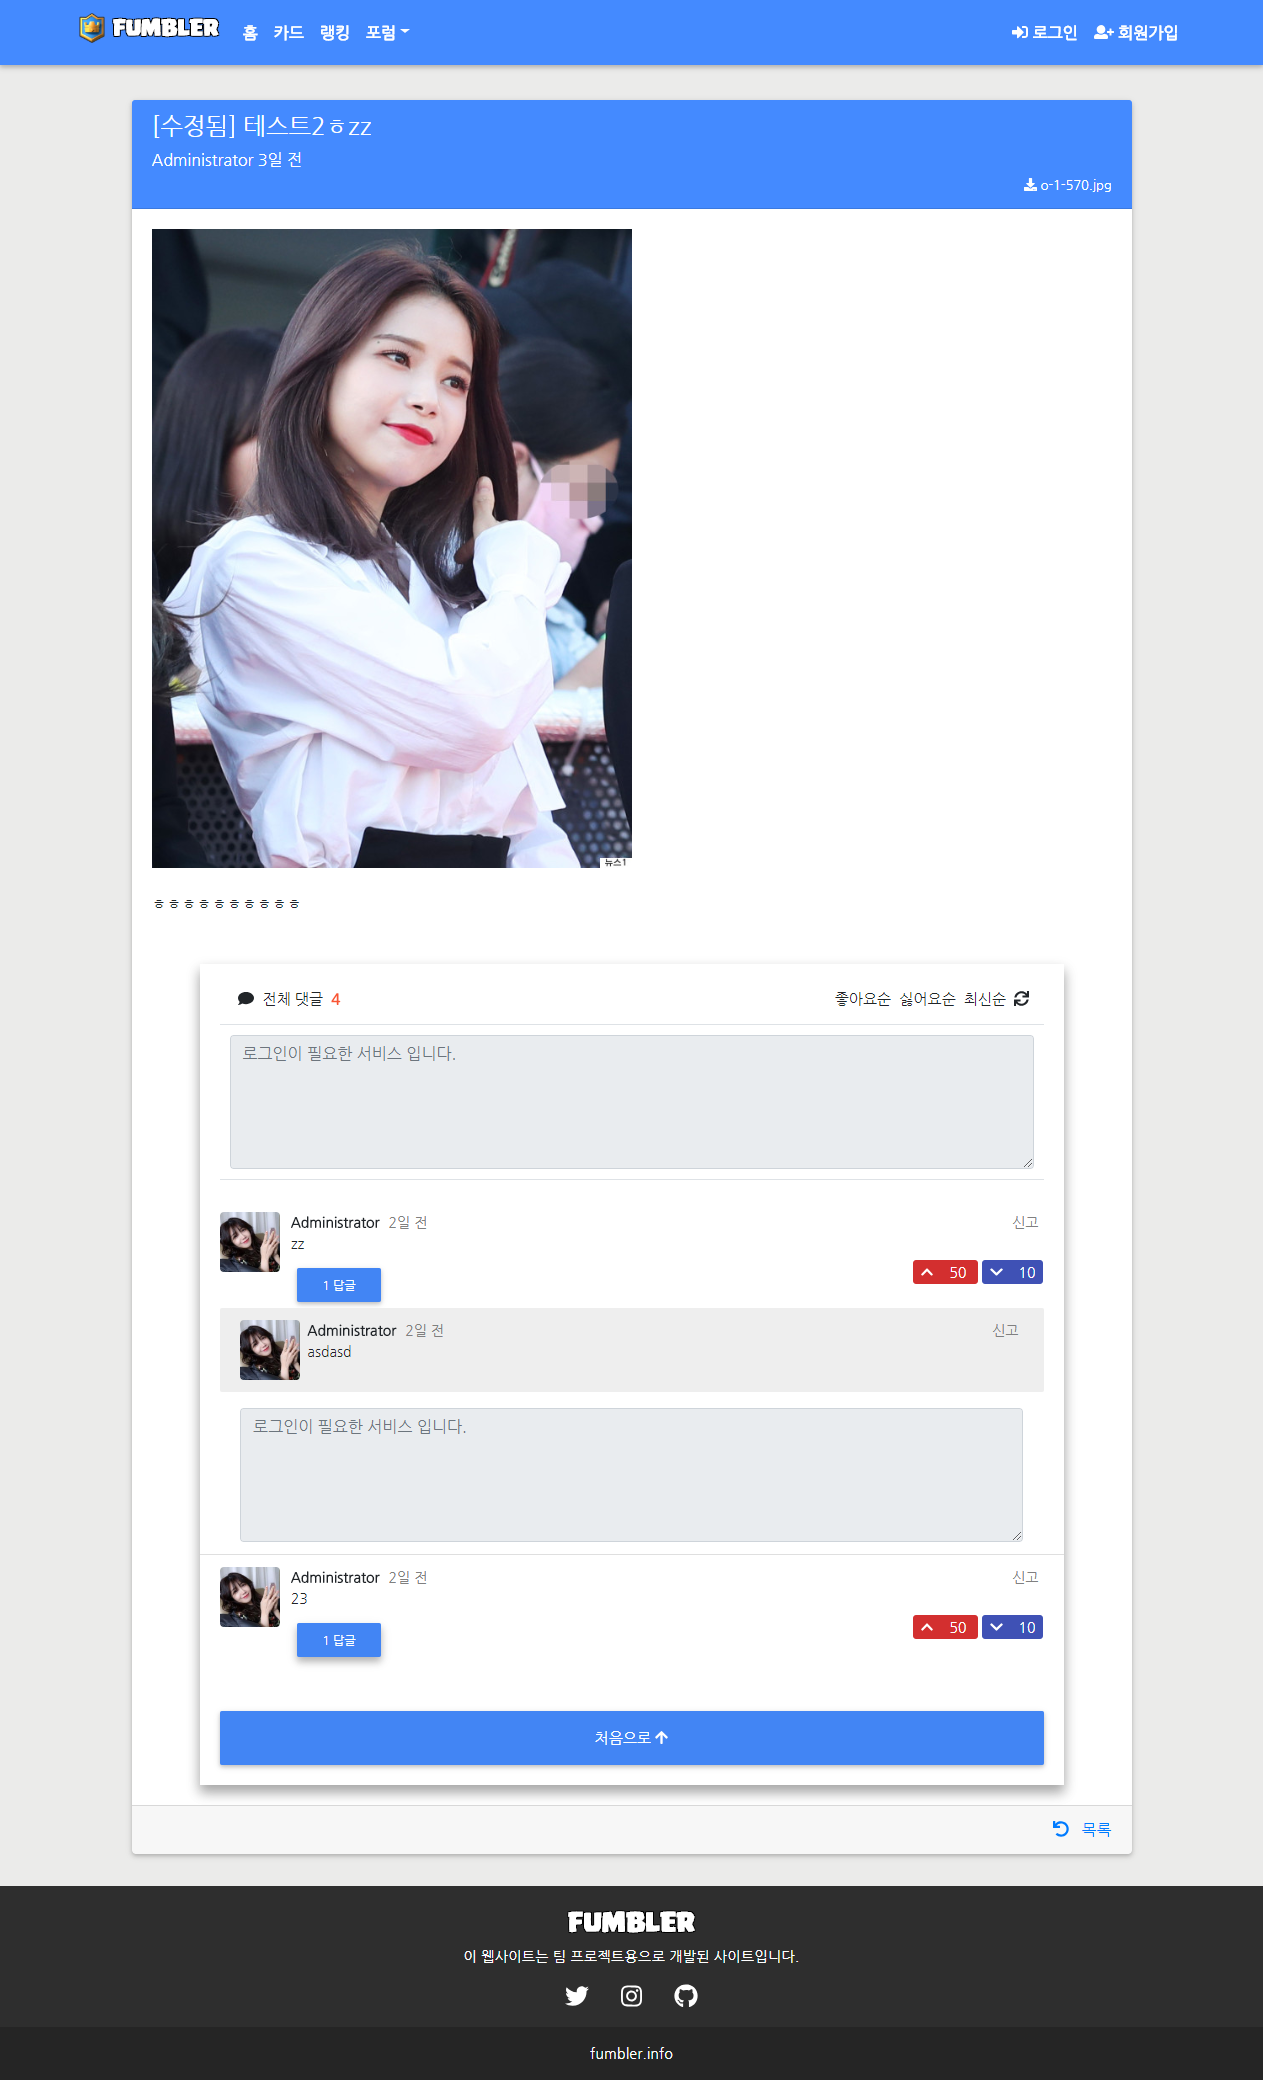 FUMBLER 홈 카드 랭킹 포럼 로그인 회원가입
[수정됨] 테스트2ㅎzz
Administrator 3일 전
o-1-570.jpg
뉴스1
ㅎㅎㅎㅎㅎㅎㅎㅎㅎㅎ
전체 댓글 4 좋아요순 싫어요순 최신순
로그인이 필요한 서비스 입니다.
Administrator 2일 전 신고
zz
1 답글 50 10
Administrator 2일 전 신고
asdasd
로그인이 필요한 서비스 입니다.
Administrator 2일 전 신고
23
1 답글 50 10
처음으로
목록
FUMBLER
이 웹사이트는 팀 프로젝트용으로 개발된 사이트입니다.
fumbler.info